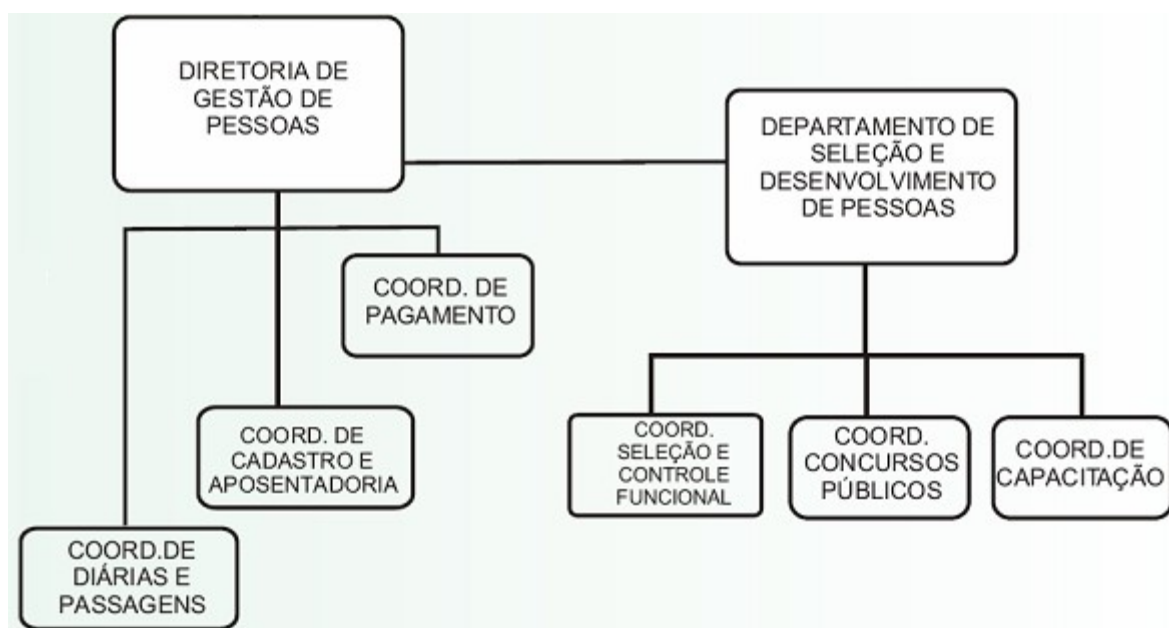 DIRETORIA DE
GESTÃO DE
PESSOAS
DEPARTAMENTO DE
SELEÇÃO E
DESENVOLVIMENTO
DE PESSOAS
COORD. DE
PAGAMENTO
COORD. DE
CADASTRO E
APOSENTADORIA
COORD.DE
DIÁRIAS E
PASSAGENS
COORD.
SELEÇÃO E
CONTROLE
FUNCIONAL
COORD.
CONCURSOS
PÚBLICOS
COORD.DE
CAPACITAÇÃO